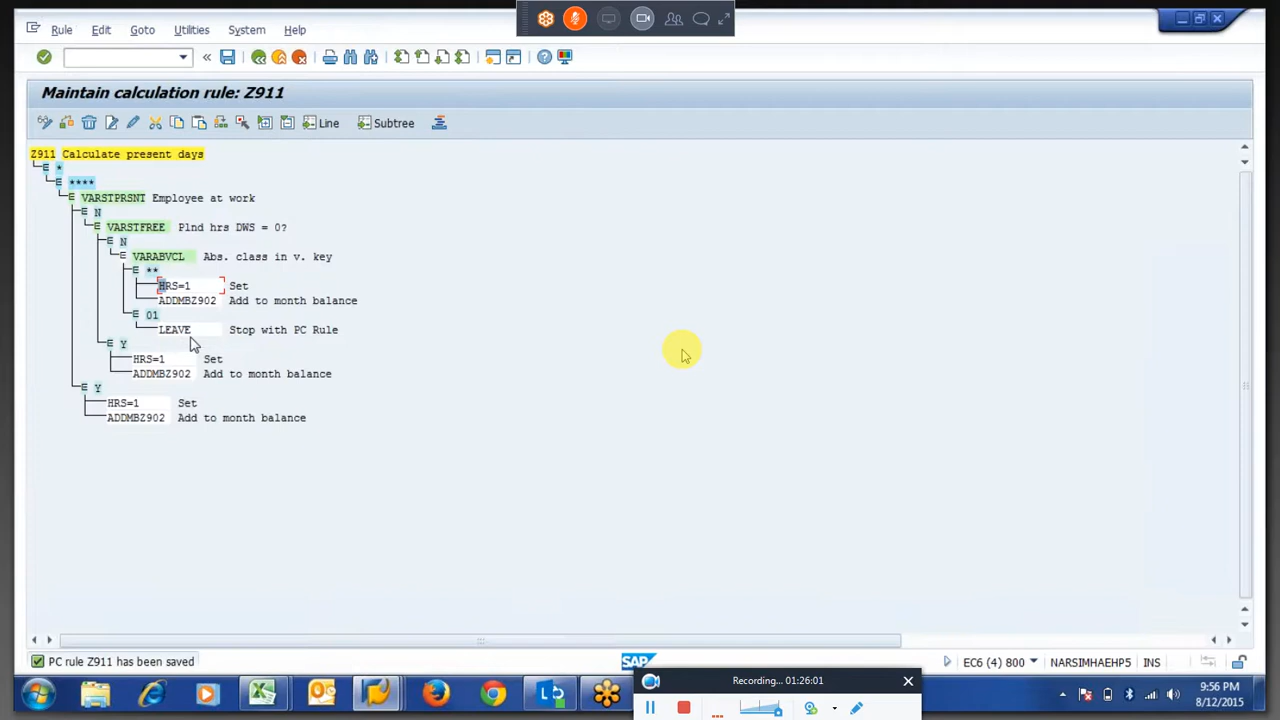 Rule Edit Goto Utilities System Help
Maintain calculation rule: Z911
Line Subtree
Z911 Calculate present days
*
****
VARSTPRSNT Employee at work
N
VARSTFREE Plnd hrs DWS = 0?
N
VARABVCL Abs. class in v. key
**
HRS=1 Set
ADDMBZ902 Add to month balance
01
LEAVE Stop with PC Rule
Y
HRS=1 Set
ADDMBZ902 Add to month balance
Y
HRS=1 Set
ADDMBZ902 Add to month balance
PC rule Z911 has been saved
SAP
EC6 (4) 800 NARSIMHAEHP5 INS
Recording... 01:26:01
9:56 PM
8/12/2015